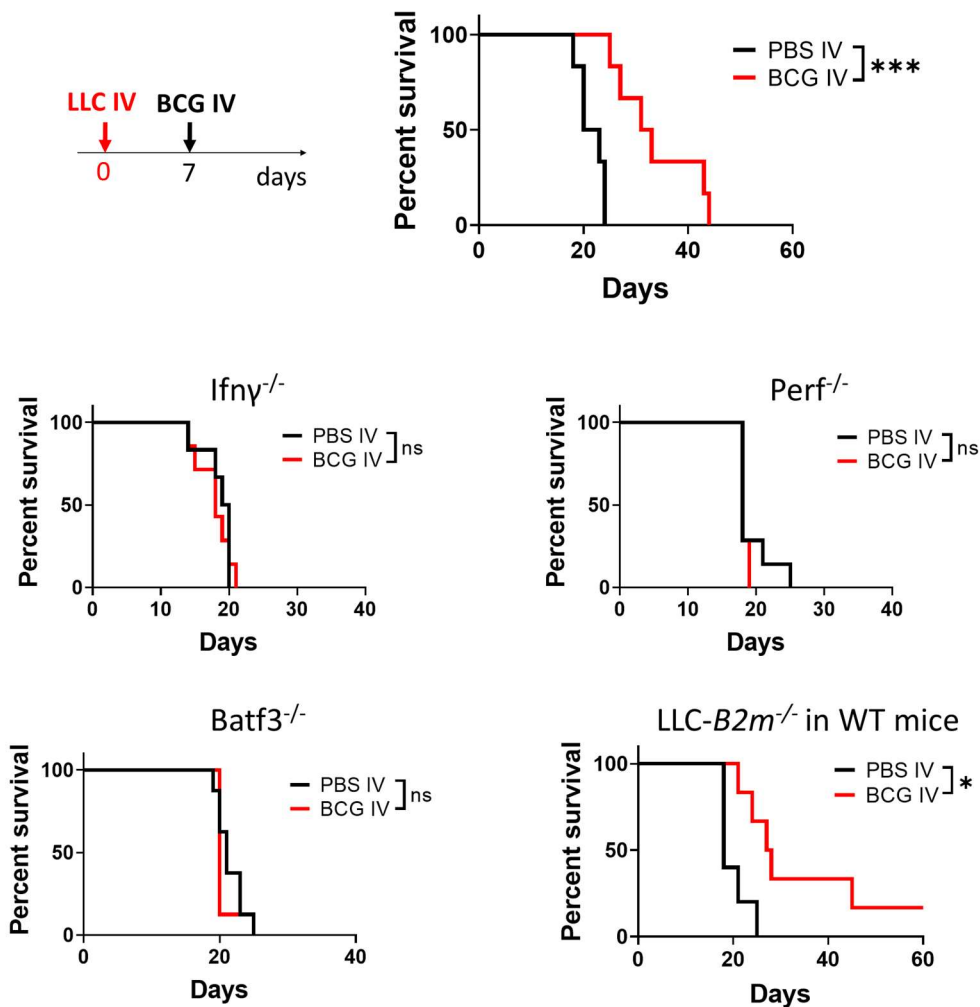 LLC IV BCG IV
0 7 days
Percent survival
100
50
0
0 20 40 60
Days
PBS IV
BCG IV
***
Ifnγ-/-
Percent survival
100
50
0
0 10 20 30 40
Days
PBS IV
BCG IV
ns
Perf-/-
Percent survival
100
50
0
0 10 20 30 40
Days
PBS IV
BCG IV
ns
Batf3-/-
Percent survival
100
50
0
0 20 40
Days
PBS IV
BCG IV
ns
LLC-B2m-/- in WT mice
Percent survival
100
50
0
0 20 40 60
Days
PBS IV
BCG IV
*